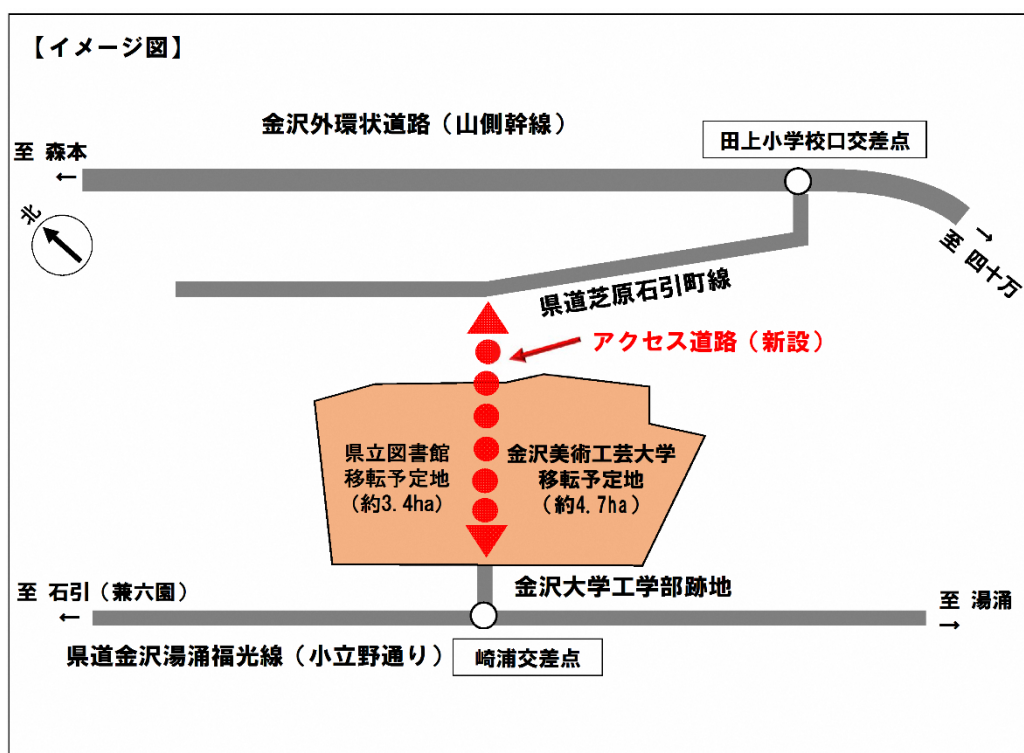 【イメージ図】
金沢外環状道路（山側幹線）
田上小学校口交差点
至 森本
←
北
→
至 四十万
県道芝原石引町線
アクセス道路（新設）
県立図書館
移転予定地
（約3.4ha）
金沢美術工芸大学
移転予定地
（約4.7ha）
金沢大学工学部跡地
至 石引（兼六園）
←
至 湯涌
→
県道金沢湯涌福光線（小立野通り）
崎浦交差点